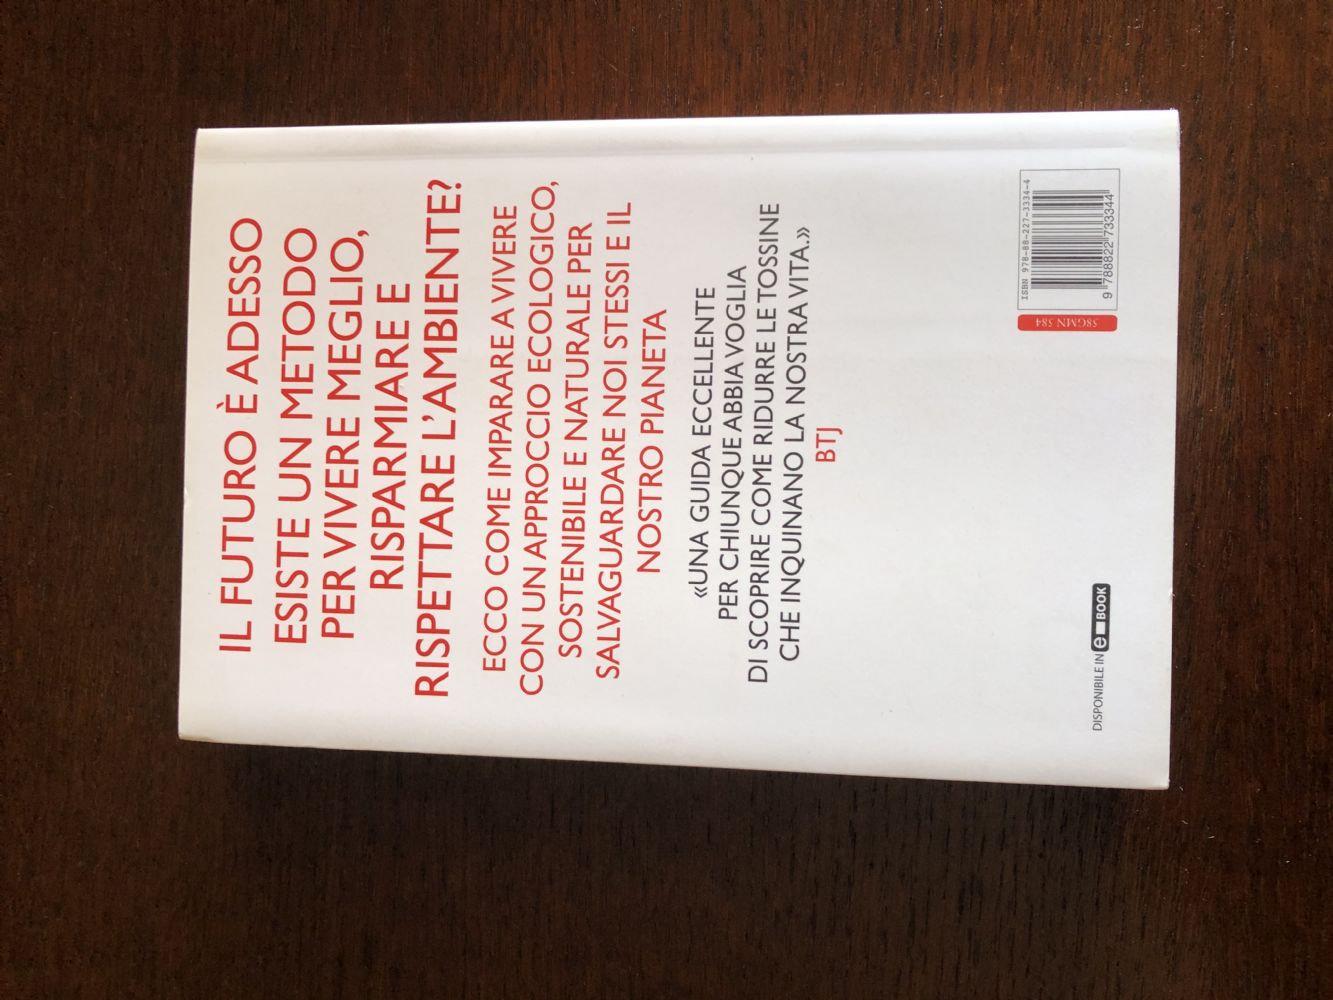 IL FUTURO È ADESSO
ESISTE UN METODO
PER VIVERE MEGLIO,
RISPARMIARE E
RISPETTARE L'AMBIENTE?
ECCO COME IMPARARE A VIVERE
CON UN APPROCCIO ECOLOGICO,
SOSTENIBILE E NATURALE PER
SALVAGUARDARE NOI STESSI E IL
NOSTRO PIANETA
«UNA GUIDA ECCELLENTE
PER CHIUNQUE ABBIA VOGLIA
DI SCOPRIRE COME RIDURRE LE TOSSINE
CHE INQUINANO LA NOSTRA VITA.»
BTJ
DISPONIBILE IN e BOOK
58GMN 584
ISBN 978-88-227-3334-4
9 788822 733344